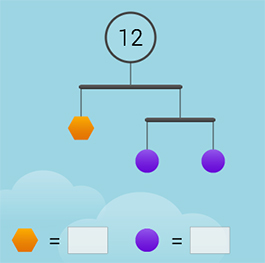 12
= =